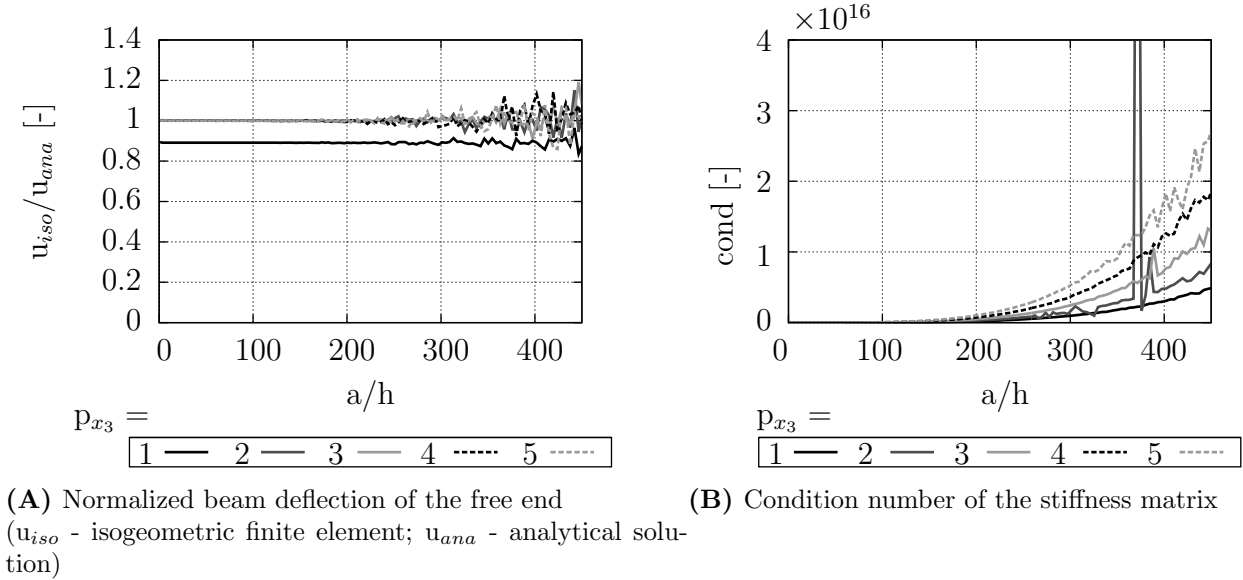 1.4
1.2
1
0.8
0.6
0.4
0.2
0
u_iso/u_ana [-]
0 100 200 300 400
a/h
p_x₃ =
1 2 3 4 5
(A) Normalized beam deflection of the free end
(u_iso - isogeometric finite element; u_ana - analytical solu-
tion)
×10^16
4
3
2
1
0
cond [-]
0 100 200 300 400
a/h
p_x₃ =
1 2 3 4 5
(B) Condition number of the stiffness matrix